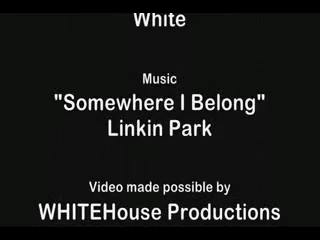 White
Music
"Somewhere I Belong"
Linkin Park
Video made possible by
WHITEHouse Productions